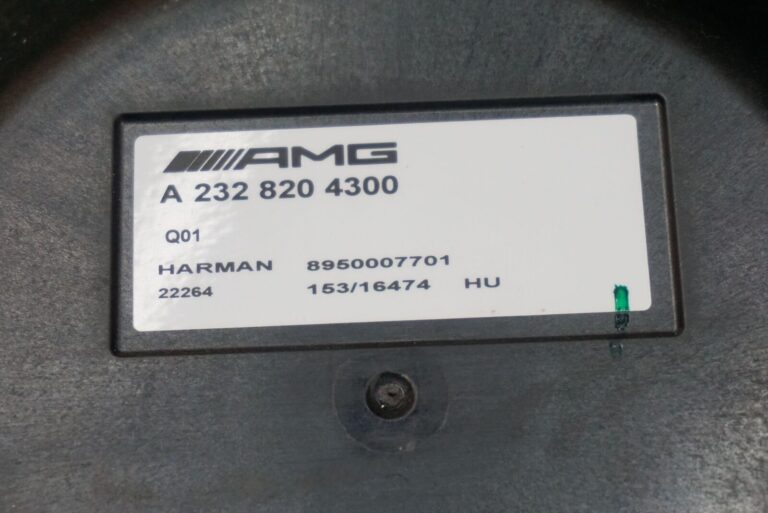 AMG
A 232 820 4300
Q01
HARMAN 8950007701
22264 153/16474 HU